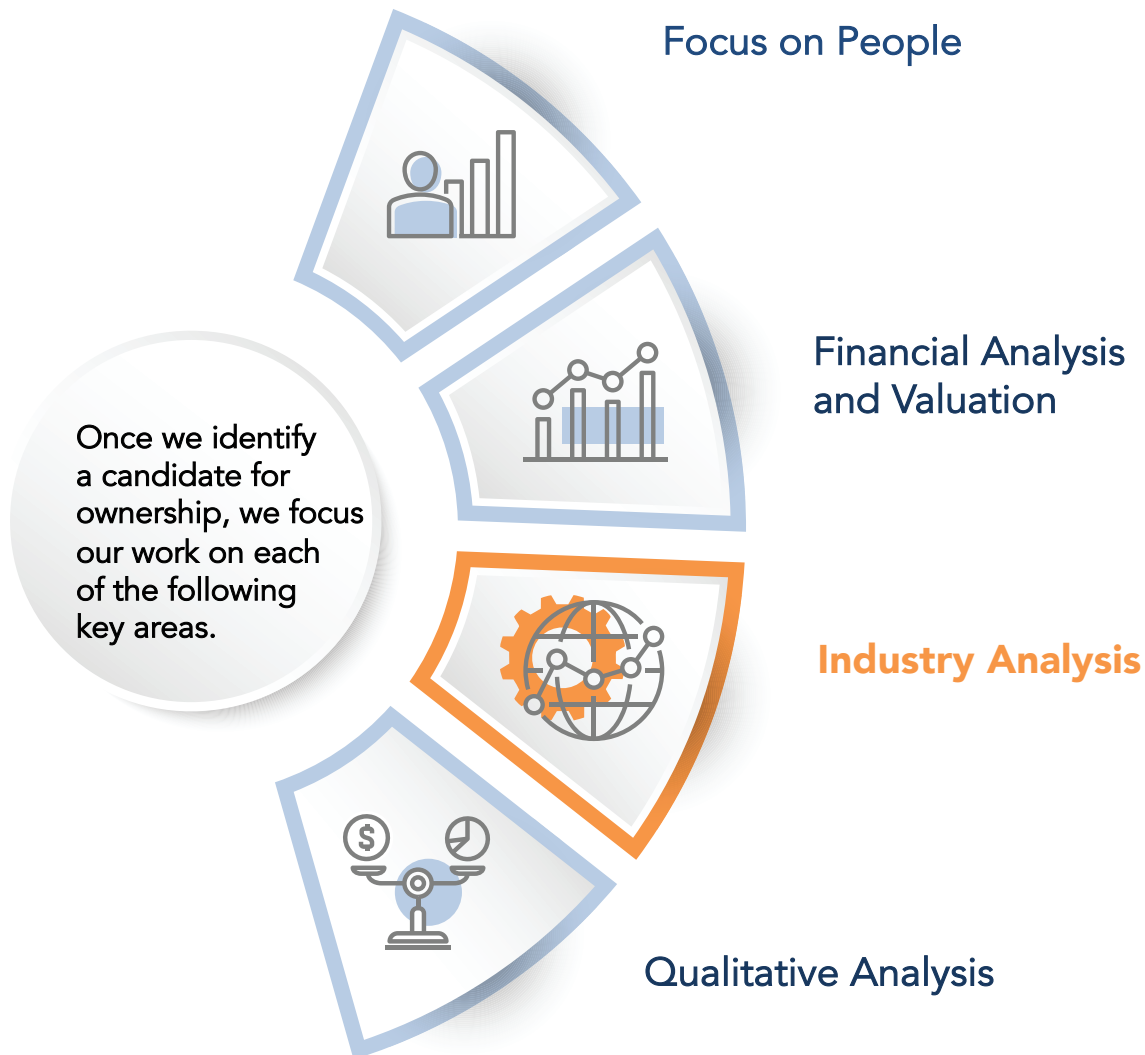 Focus on People
Financial Analysis
and Valuation
Once we identify
a candidate for
ownership, we focus
our work on each
of the following
key areas.
Industry Analysis
$
Qualitative Analysis